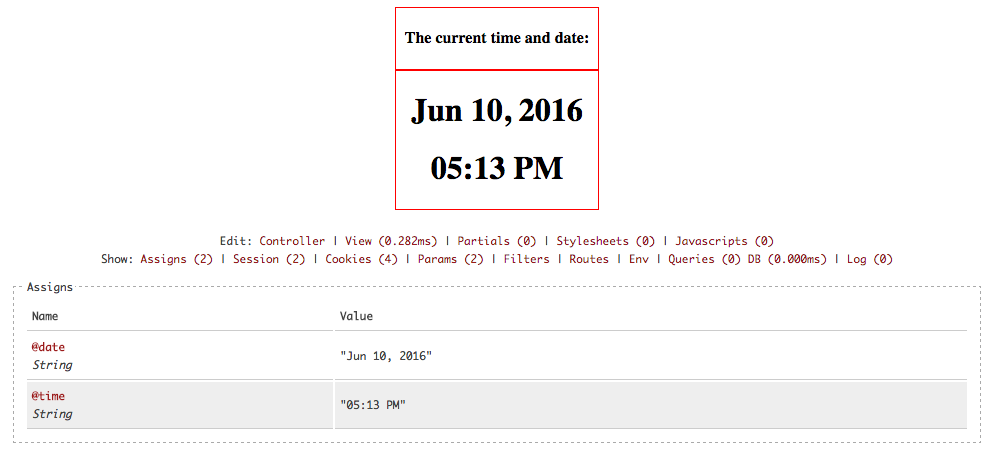 The current time and date:
Jun 10, 2016
05:13 PM
Edit: Controller | View (0.282ms) | Partials (0) | Stylesheets (0) | Javascripts (0)
Show: Assigns (2) | Session (2) | Cookies (4) | Params (2) | Filters | Routes | Env | Queries (0) DB (0.000ms) | Log (0)
Assigns
Name Value
@date
String
"Jun 10, 2016"
@time
String
"05:13 PM"